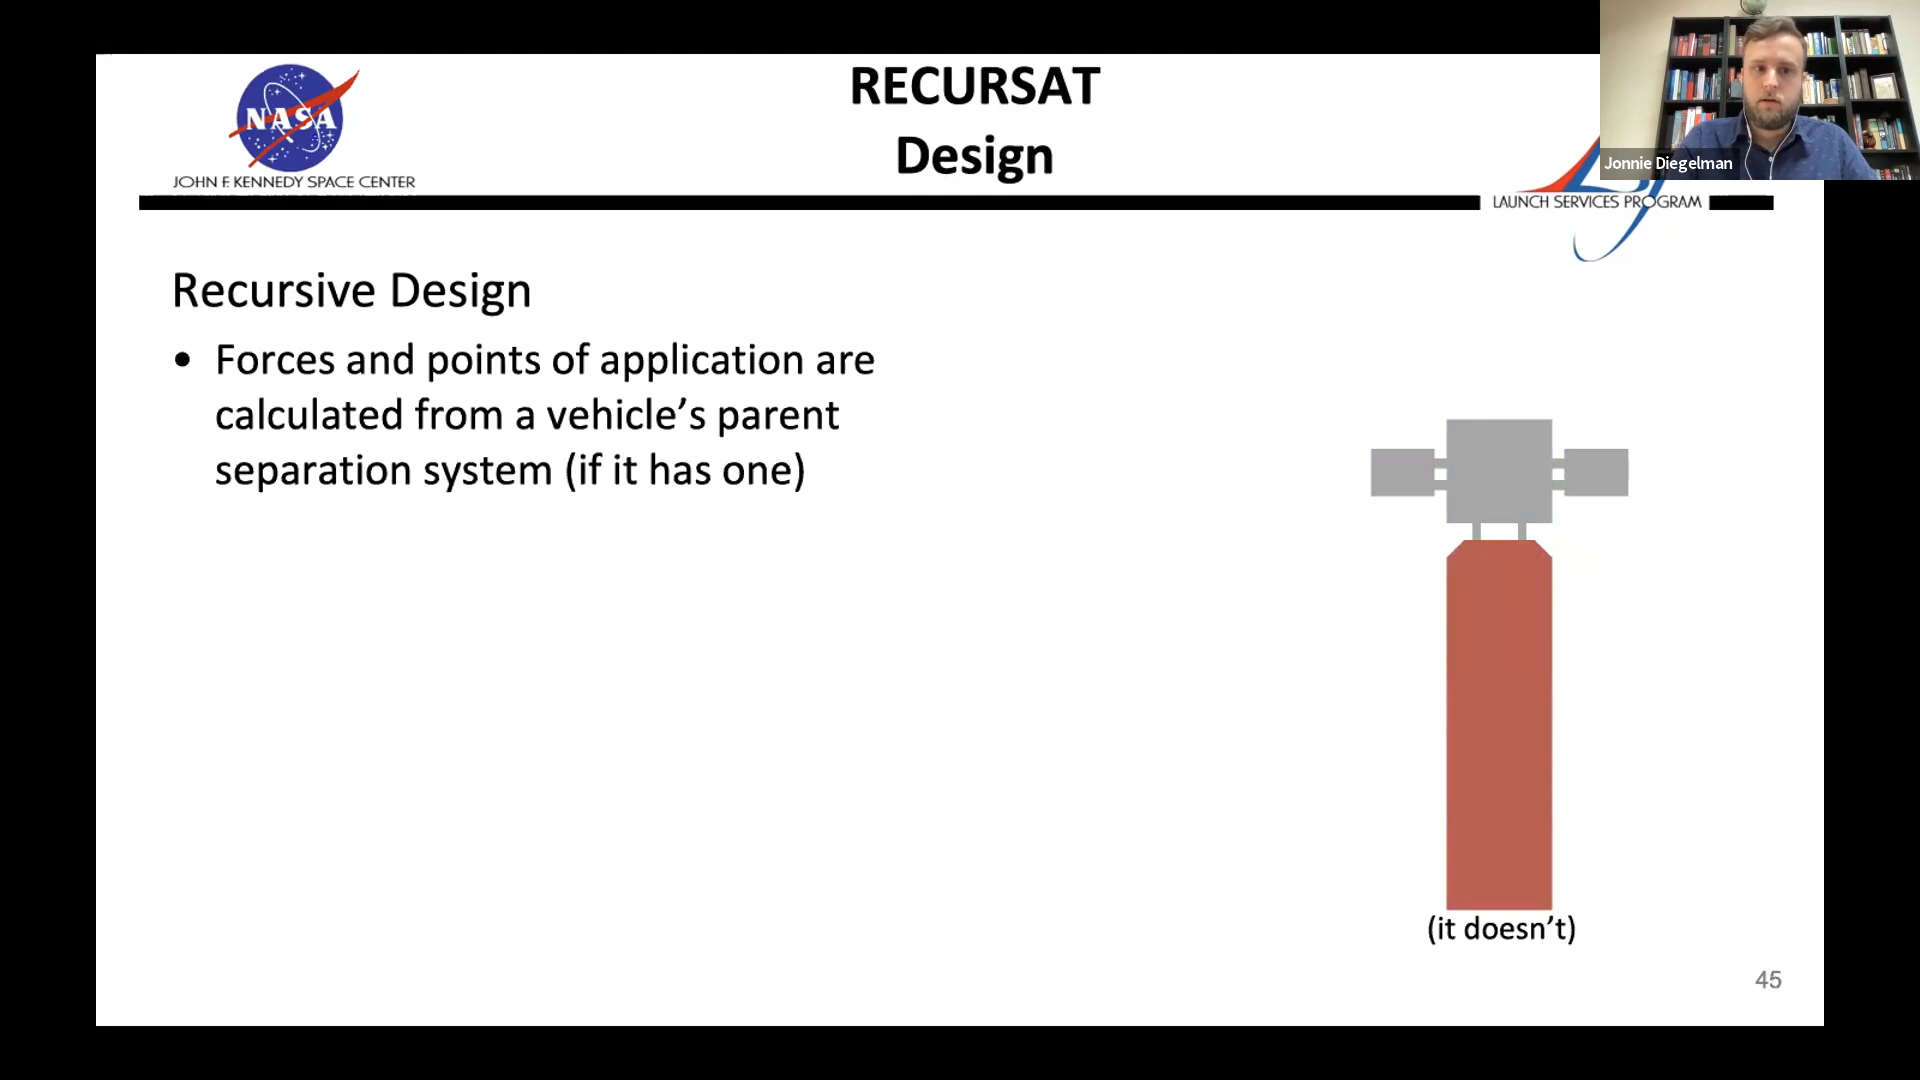 RECURSAT
Design
NASA
JOHN F. KENNEDY SPACE CENTER
Jonnie Diegelman
LAUNCH SERVICES PROGRAM
Recursive Design
• Forces and points of application are
calculated from a vehicle’s parent
separation system (if it has one)
(it doesn’t)
45